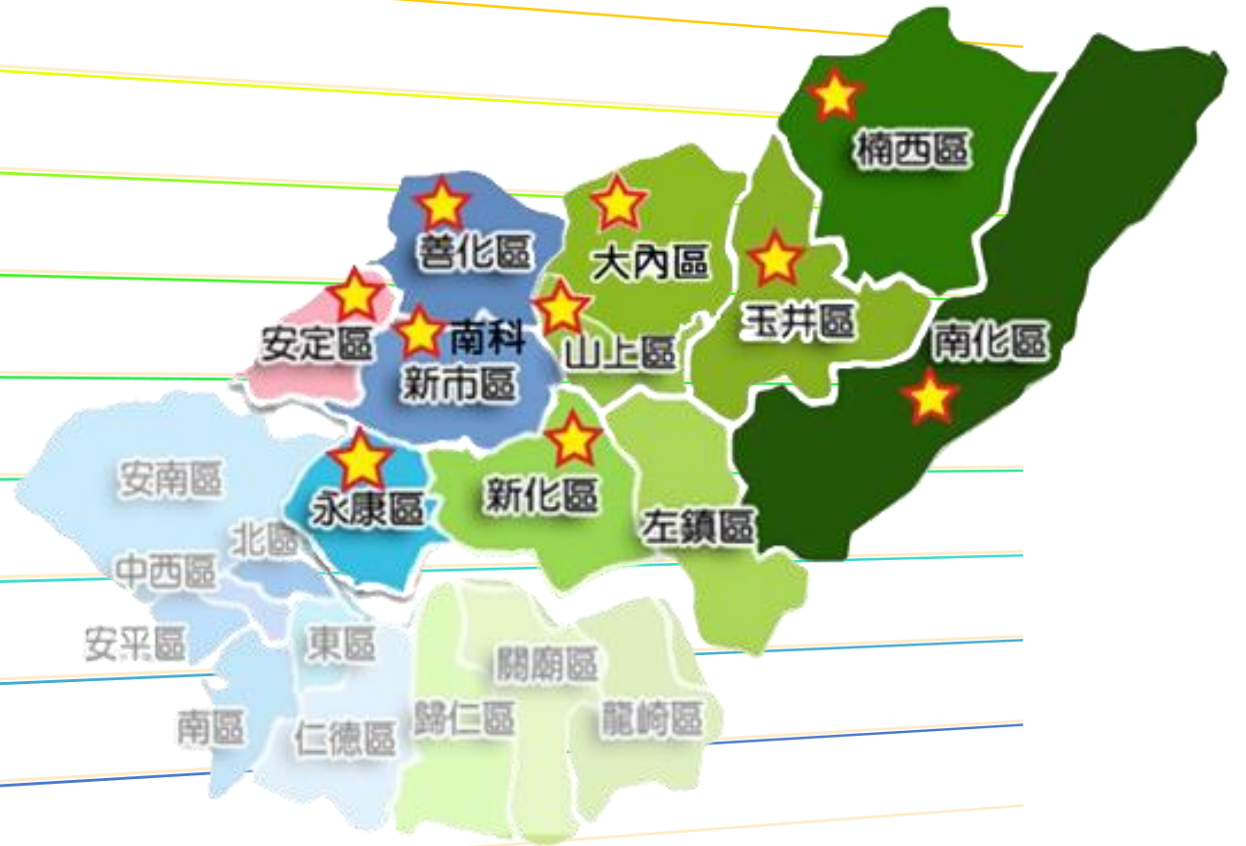 楠西區
善化區
大內區
玉井區
安定區
南科
新市區
山上區
南化區
安南區
永康區
新化區
左鎮區
北區
中西區
安平區
東區
關廟區
南區
仁德區
歸仁區
龍崎區